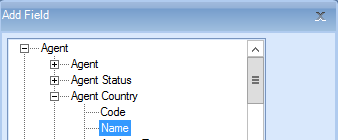 Add Field
Agent
Agent
Agent Status
Agent Country
Code
Name